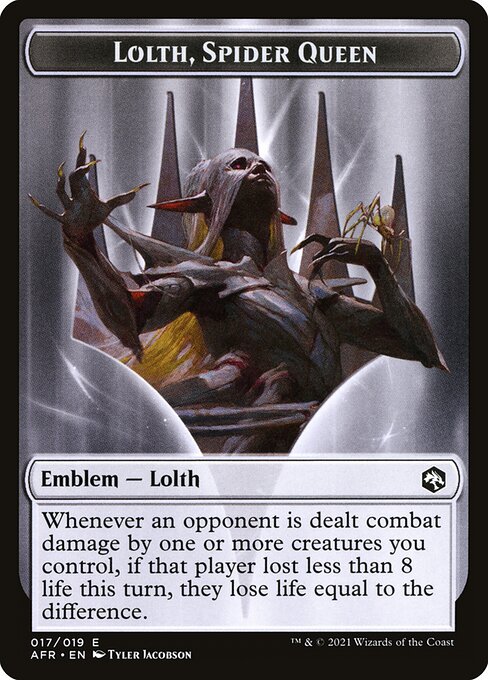 Lolth, Spider Queen
Emblem — Lolth
Whenever an opponent is dealt combat
damage by one or more creatures you
control, if that player lost less than 8
life this turn, they lose life equal to the
difference.
017/019 E
AFR • EN Tyler Jacobson
™ & © 2021 Wizards of the Coast